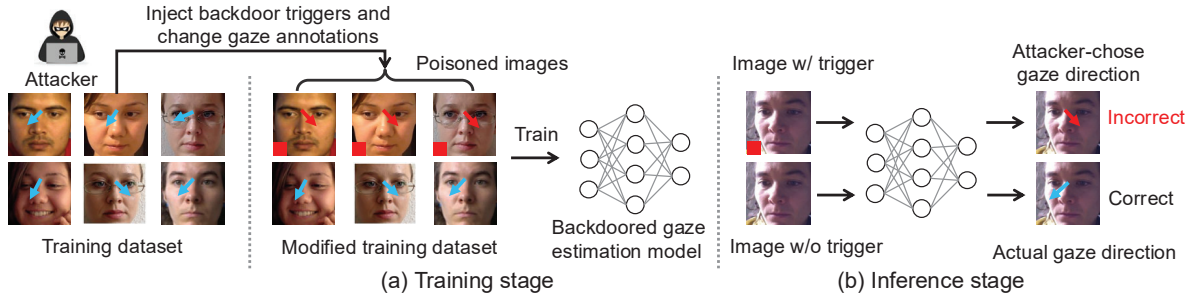 Inject backdoor triggers and
change gaze annotations
Attacker
Training dataset
Poisoned images
Modified training dataset
Train
Backdoored gaze
estimation model
(a) Training stage
Image w/ trigger
Image w/o trigger
Attacker-chose
gaze direction
Incorrect
Correct
Actual gaze direction
(b) Inference stage